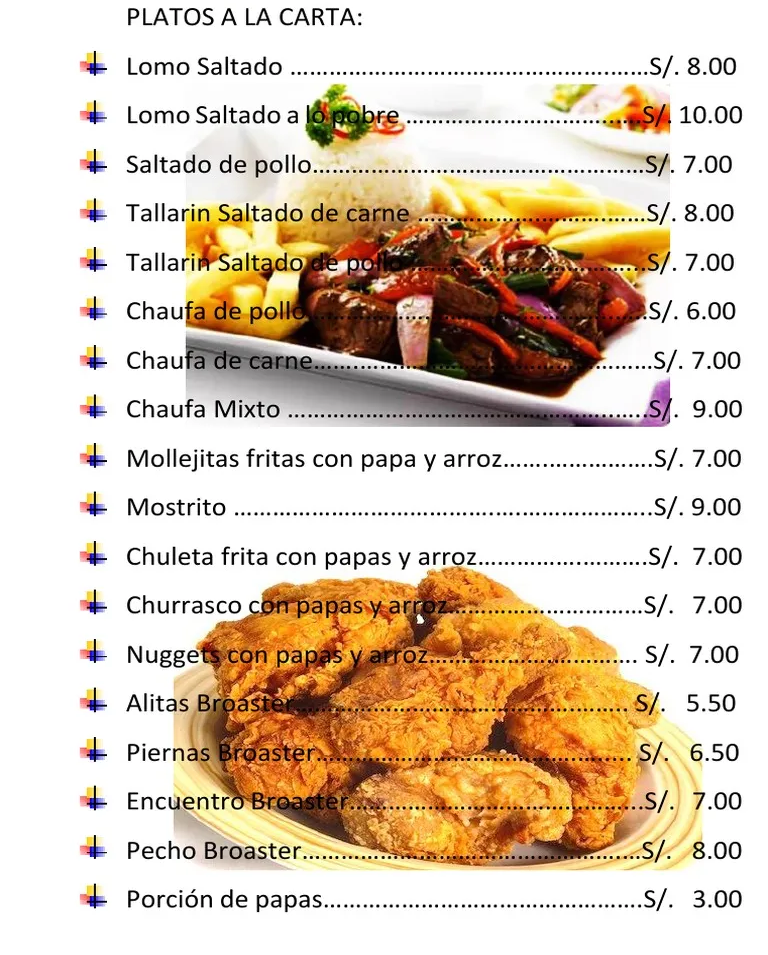 PLATOS A LA CARTA:
Lomo Saltado ……………………………………………….S/. 8.00
Lomo Saltado a lo pobre ………………………………S/. 10.00
Saltado de pollo……………………………………………S/. 7.00
Tallarin Saltado de carne ……………………………..S/. 8.00
Tallarin Saltado de pollo………………………………..S/. 7.00
Chaufa de pollo……………………………………………..S/. 6.00
Chaufa de carne…………………………………………….S/. 7.00
Chaufa Mixto ……………………………………………….S/.  9.00
Mollejitas fritas con papa y arroz…………………..S/. 7.00
Mostrito ………………………………………………………..S/. 9.00
Chuleta frita con papas y arroz……………………..S/.  7.00
Churrasco con papas y arroz…………………………S/.   7.00
Nuggets con papas y arroz………………………….. S/.  7.00
Alitas Broaster…………………………………………… S/.   5.50
Piernas Broaster………………………………………… S/.   6.50
Encuentro Broaster………………………………………S/.   7.00
Pecho Broaster……………………………………………..S/.   8.00
Porción de papas………………………………………….S/.   3.00